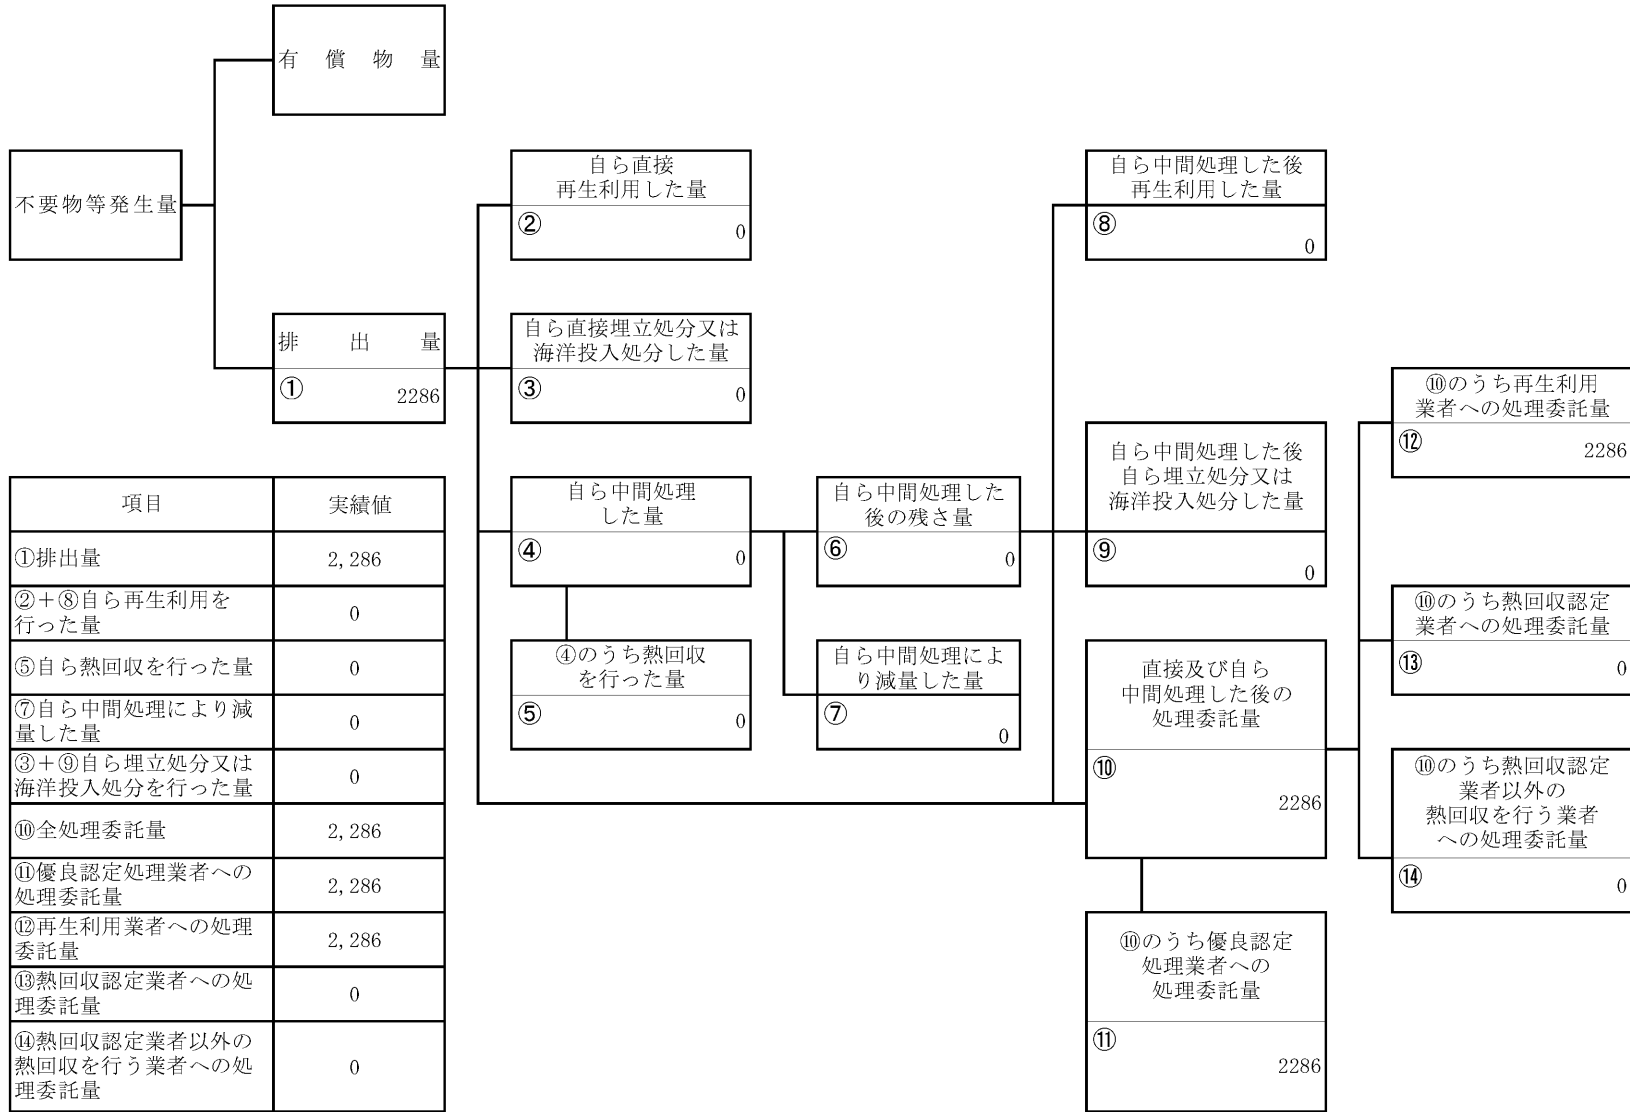 有償物量
不要物等発生量
排出量
① 2286
自ら直接
再生利用した量
② 0
自ら直接埋立処分又は
海洋投入処分した量
③ 0
自ら中間処理
した量
④ 0
④のうち熱回収
を行った量
⑤ 0
自ら中間処理した
後の残さ量
⑥ 0
自ら中間処理によ
り減量した量
⑦ 0
自ら中間処理した後
再生利用した量
⑧ 0
自ら中間処理した後
自ら埋立処分又は
海洋投入処分した量
⑨ 0
直接及び自ら
中間処理した後の
処理委託量
⑩ 2286
⑩のうち優良認定
処理業者への
処理委託量
⑪ 2286
⑩のうち再生利用
業者への処理委託量
⑫ 2286
⑩のうち熱回収認定
業者への処理委託量
⑬ 0
⑩のうち熱回収認定
業者以外の
熱回収を行う業者
への処理委託量
⑭ 0
項目 実績値
①排出量 2,286
②+⑧自ら再生利用を
行った量 0
⑤自ら熱回収を行った量 0
⑦自ら中間処理により減
量した量 0
③+⑨自ら埋立処分又は
海洋投入処分を行った量 0
⑩全処理委託量 2,286
⑪優良認定処理業者への
処理委託量 2,286
⑫再生利用業者への処理
委託量 2,286
⑬熱回収認定業者への処
理委託量 0
⑭熱回収認定業者以外の
熱回収を行う業者への処
理委託量 0